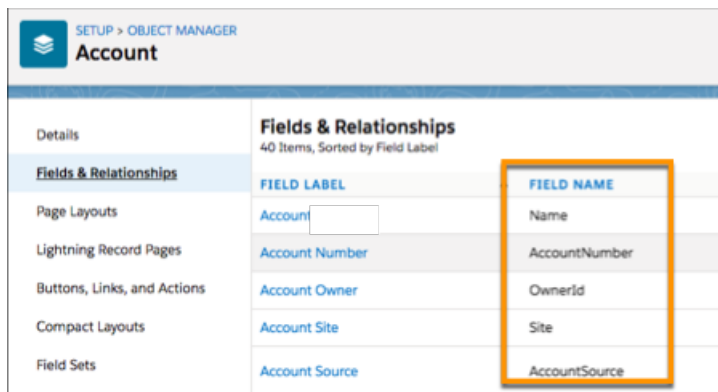 SETUP > OBJECT MANAGER
Account
Details
Fields & Relationships
Page Layouts
Lightning Record Pages
Buttons, Links, and Actions
Compact Layouts
Field Sets
Fields & Relationships
40 Items, Sorted by Field Label
FIELD LABEL FIELD NAME
Account Name
Account Number AccountNumber
Account Owner OwnerId
Account Site Site
Account Source AccountSource